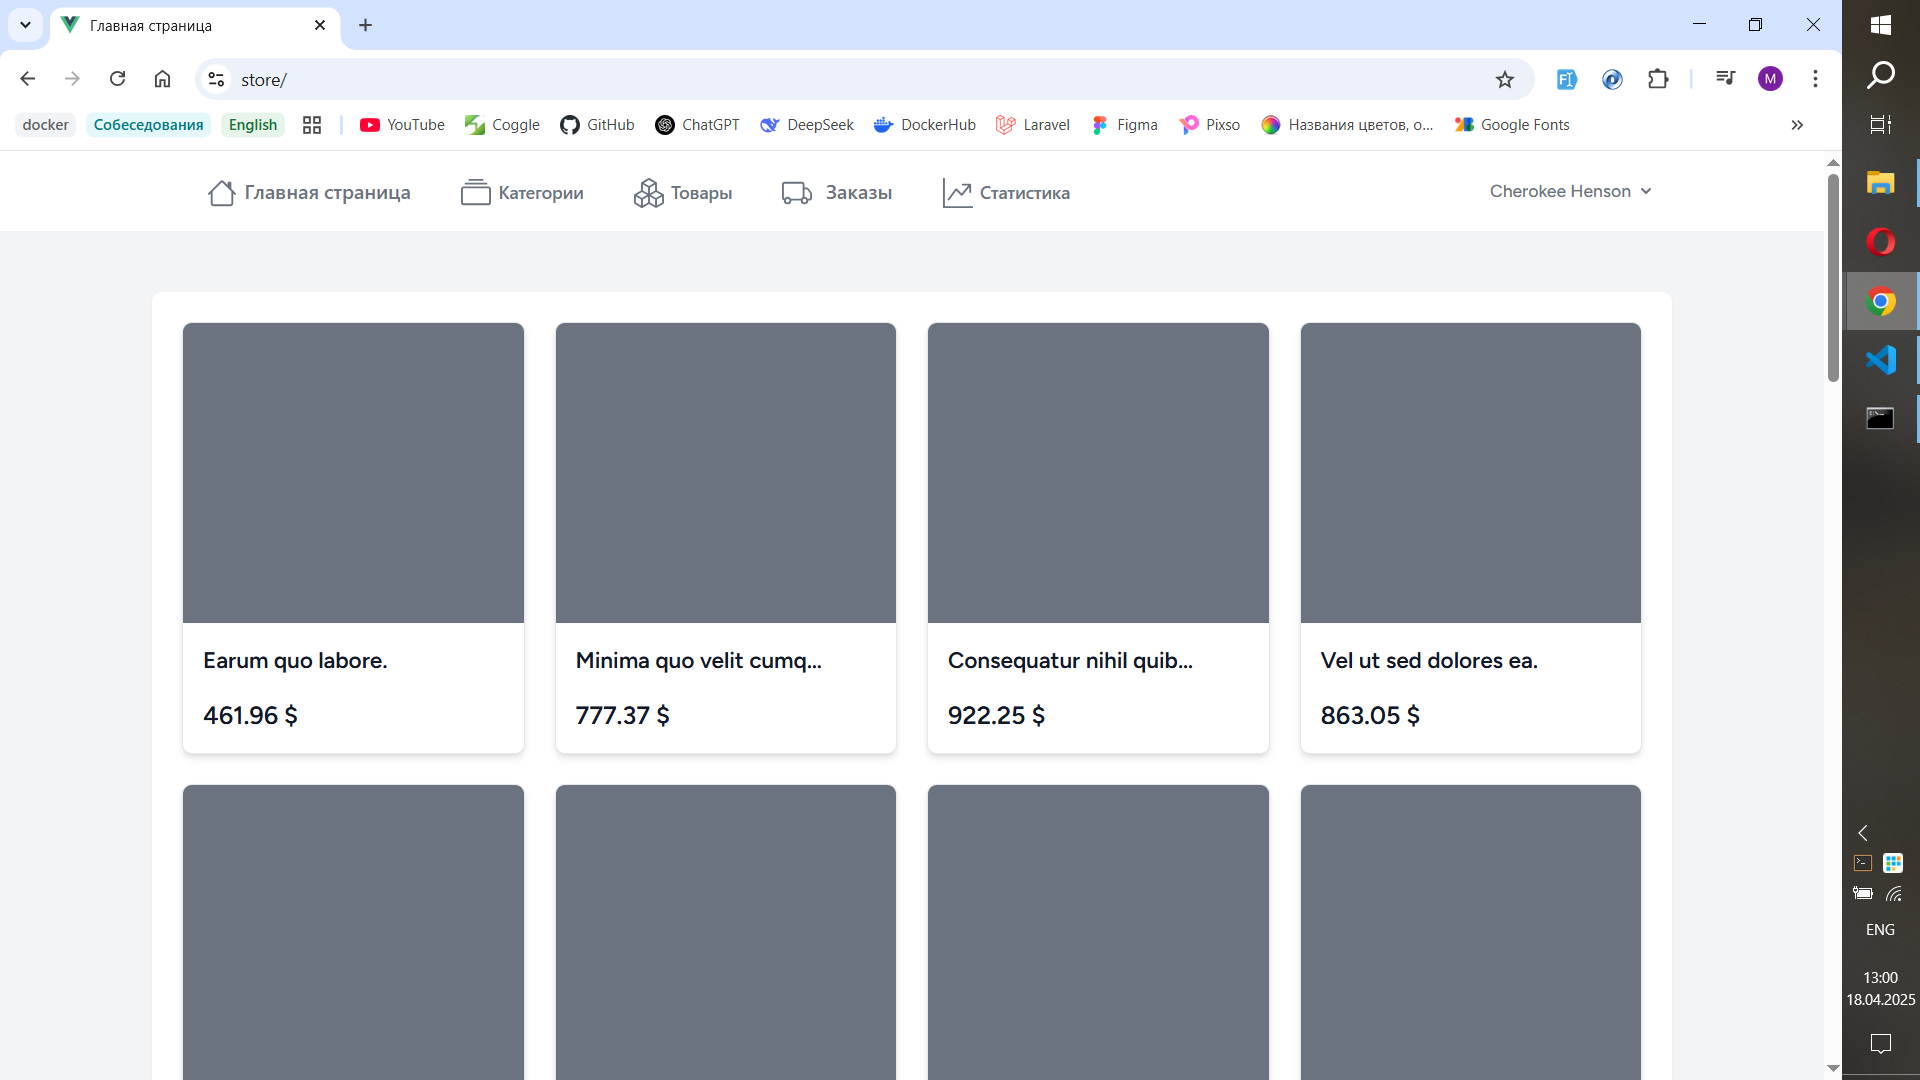 Главная страница
store/
docker Собеседования English YouTube Coggle GitHub ChatGPT DeepSeek DockerHub Laravel Figma Pixso Названия цветов, о... Google Fonts
Главная страница Категории Товары Заказы Статистика Cherokee Henson
Earum quo labore. Minima quo velit cumq... Consequatur nihil quib... Vel ut sed dolores ea.
461.96 $ 777.37 $ 922.25 $ 863.05 $
M
FI
ENG
13:00
18.04.2025